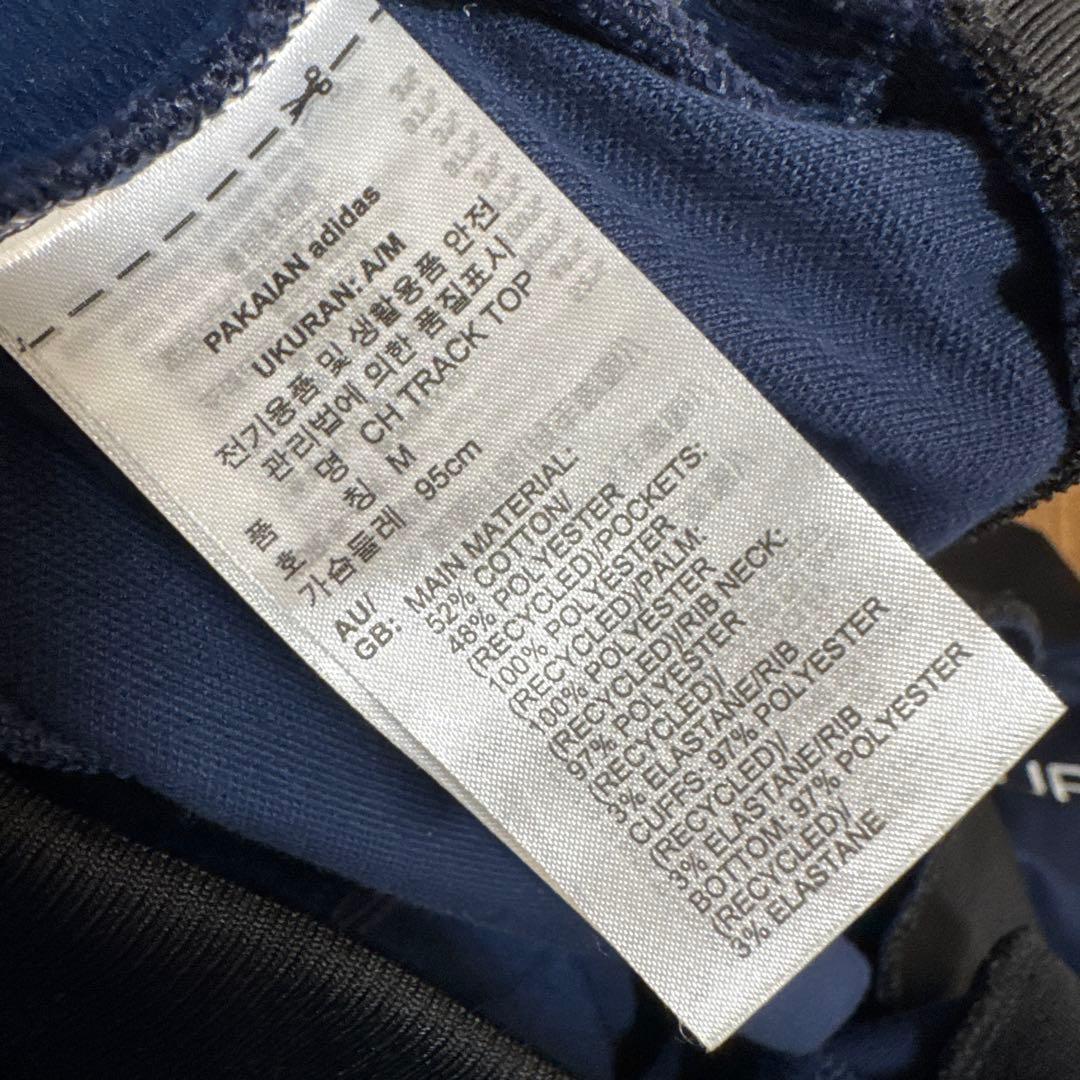 PAKAIAN adidas
UKURAN: A/M
전기용품 및 생활용품 안전
관리법에 의한 품질표시
품 명 CH TRACK TOP
호 칭 M
가슴둘레 95cm
AU/
GB: MAIN MATERIAL:
52% COTTON/
48% POLYESTER
(RECYCLED)/POCKETS:
100% POLYESTER
(RECYCLED)/PALM:
100% POLYESTER
(RECYCLED)/RIB NECK:
97% POLYESTER
(RECYCLED)/
3% ELASTANE/RIB
CUFFS: 97% POLYESTER
(RECYCLED)/
3% ELASTANE/RIB
BOTTOM: 97% POLYESTER
(RECYCLED)/
3% ELASTANE